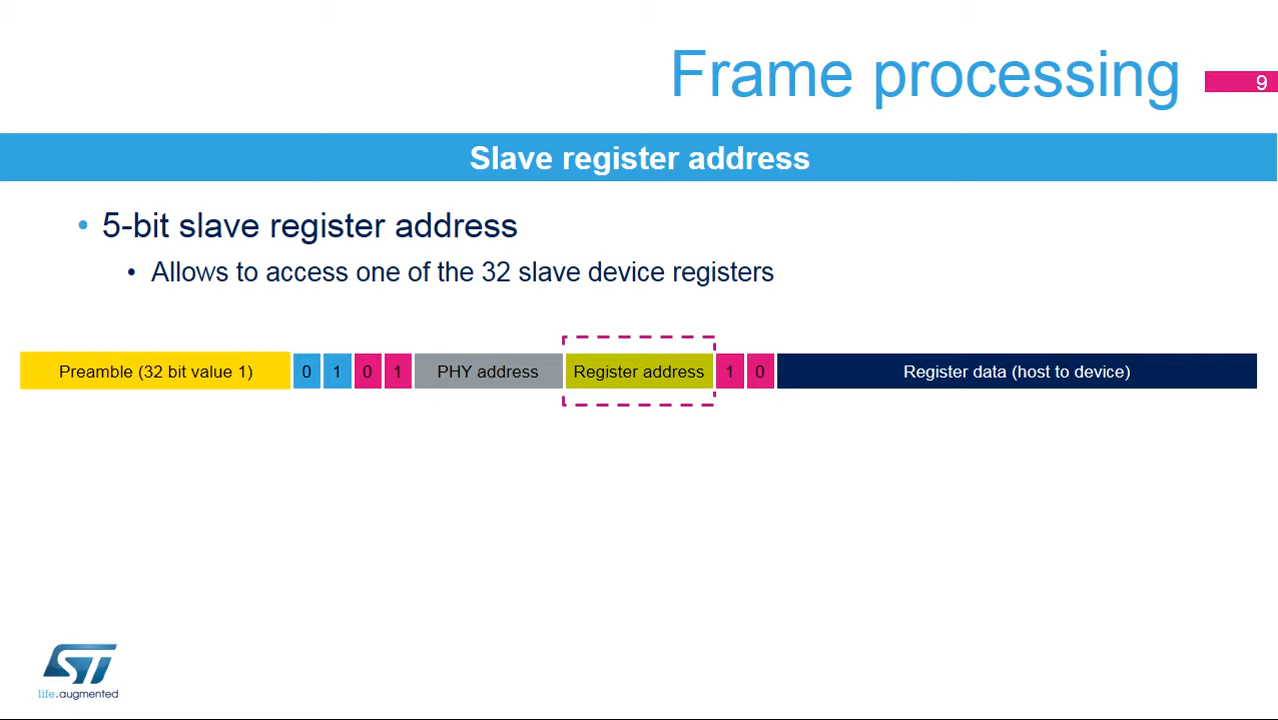 Frame processing
9
Slave register address
• 5-bit slave register address
• Allows to access one of the 32 slave device registers
Preamble (32 bit value 1) 0 1 0 1 PHY address Register address 1 0 Register data (host to device)
ST
life.augmented